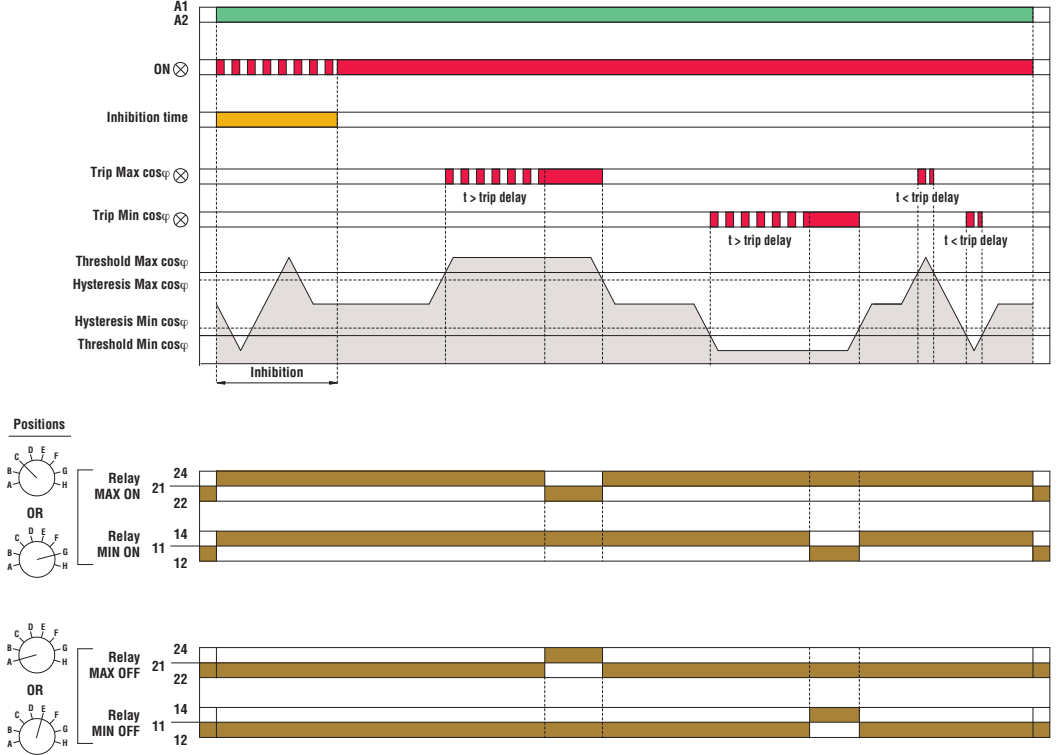 A1
A2
ON
Inhibition time
Trip Max cosφ
t > trip delay
t < trip delay
Trip Min cosφ
t > trip delay
t < trip delay
Threshold Max cosφ
Hysteresis Max cosφ
Hysteresis Min cosφ
Threshold Min cosφ
Inhibition
Positions
A B C D E F G H
Relay
MAX ON
21
24
22
OR
A B C D E F G H
Relay
MIN ON
11
14
12
A B C D E F G H
Relay
MAX OFF
21
24
22
OR
A B C D E F G H
Relay
MIN OFF
11
14
12